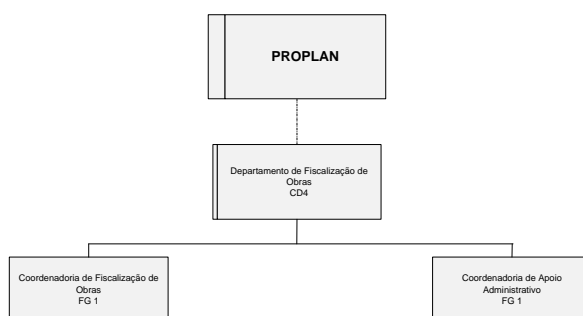 PROPLAN
Departamento de Fiscalização de
Obras
CD4
Coordenadoria de Fiscalização de
Obras
FG 1
Coordenadoria de Apoio
Administrativo
FG 1